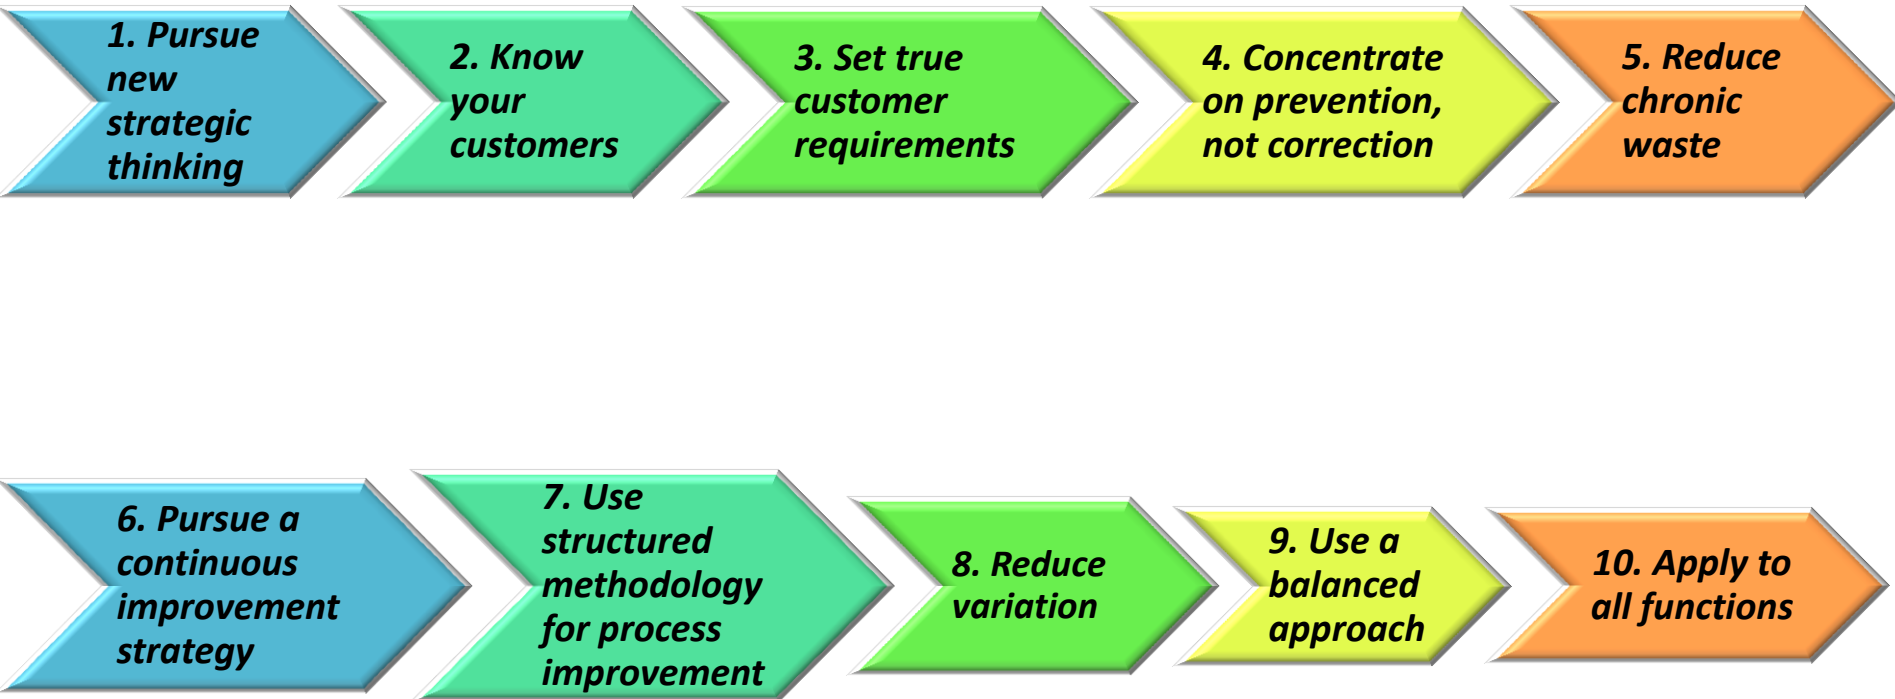 1. Pursue
new
strategic
thinking
2. Know
your
customers
3. Set true
customer
requirements
4. Concentrate
on prevention,
not correction
5. Reduce
chronic
waste
6. Pursue a
continuous
improvement
strategy
7. Use
structured
methodology
for process
improvement
8. Reduce
variation
9. Use a
balanced
approach
10. Apply to
all functions